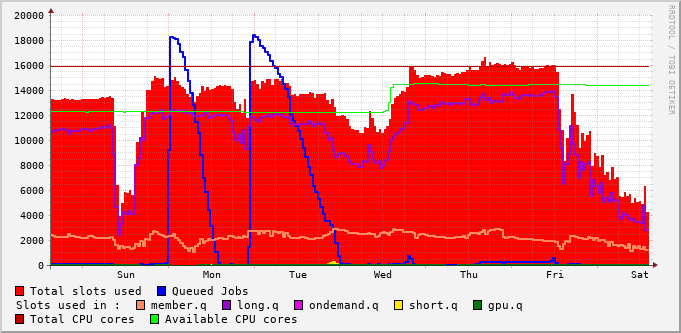 20000
18000
16000
14000
12000
10000
8000
6000
4000
2000
0
Sun Mon Tue Wed Thu Fri Sat
Total slots used Queued Jobs
Slots used in : member.q long.q ondemand.q short.q gpu.q
Total CPU cores Available CPU cores
RRDTOOL / TOBI OETIKER